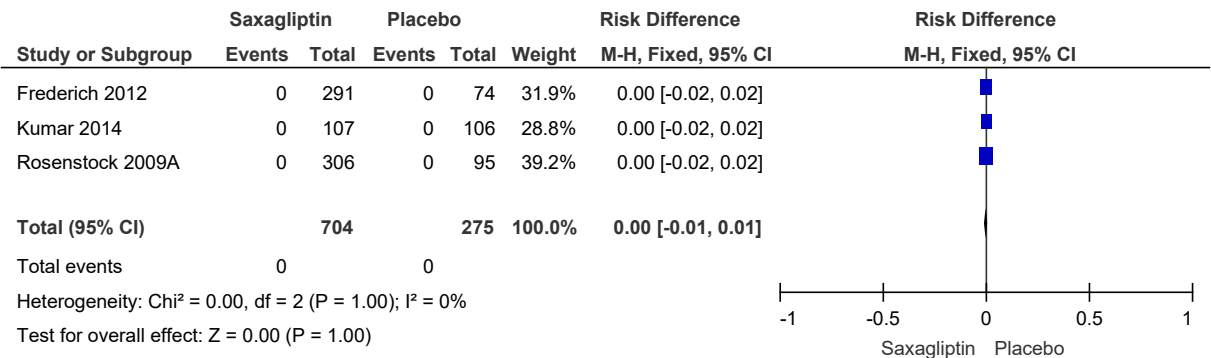 Saxagliptin Placebo Risk Difference Risk Difference
Study or Subgroup Events Total Events Total Weight M-H, Fixed, 95% CI M-H, Fixed, 95% CI
Frederich 2012 0 291 0 74 31.9% 0.00 [-0.02, 0.02]
Kumar 2014 0 107 0 106 28.8% 0.00 [-0.02, 0.02]
Rosenstock 2009A 0 306 0 95 39.2% 0.00 [-0.02, 0.02]
Total (95% CI) 704 275 100.0% 0.00 [-0.01, 0.01]
Total events 0 0
Heterogeneity: Chi² = 0.00, df = 2 (P = 1.00); I² = 0%
Test for overall effect: Z = 0.00 (P = 1.00)
-1 -0.5 0 0.5 1
Saxagliptin Placebo